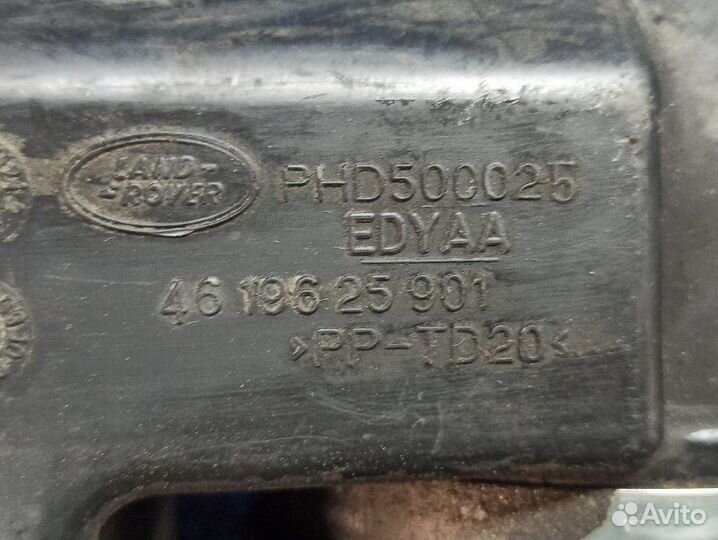 LAND-
-ROVER
PHD500025
EDYAA
46 196 25 901
>PP-TD20<
Avito